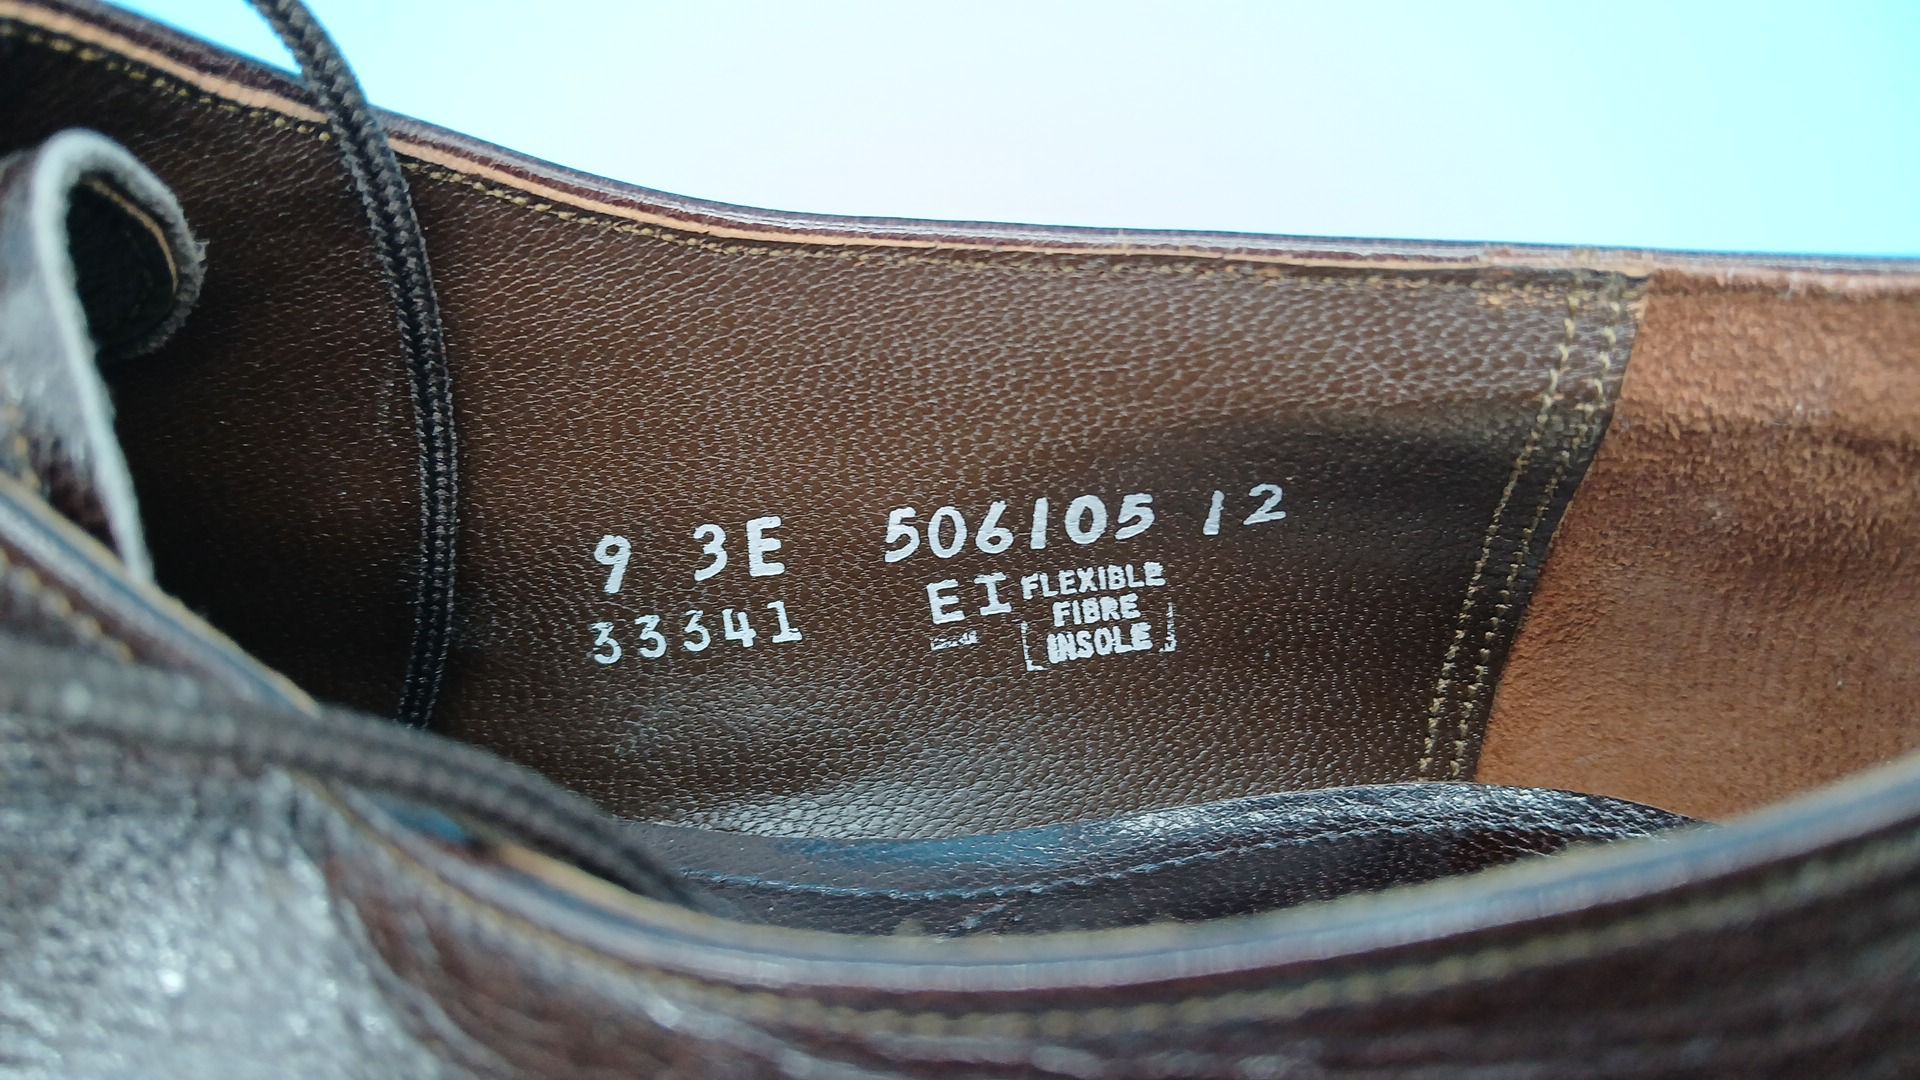 9 3E 506105 12
33341 EI FLEXIBLE
FIBRE
INSOLE